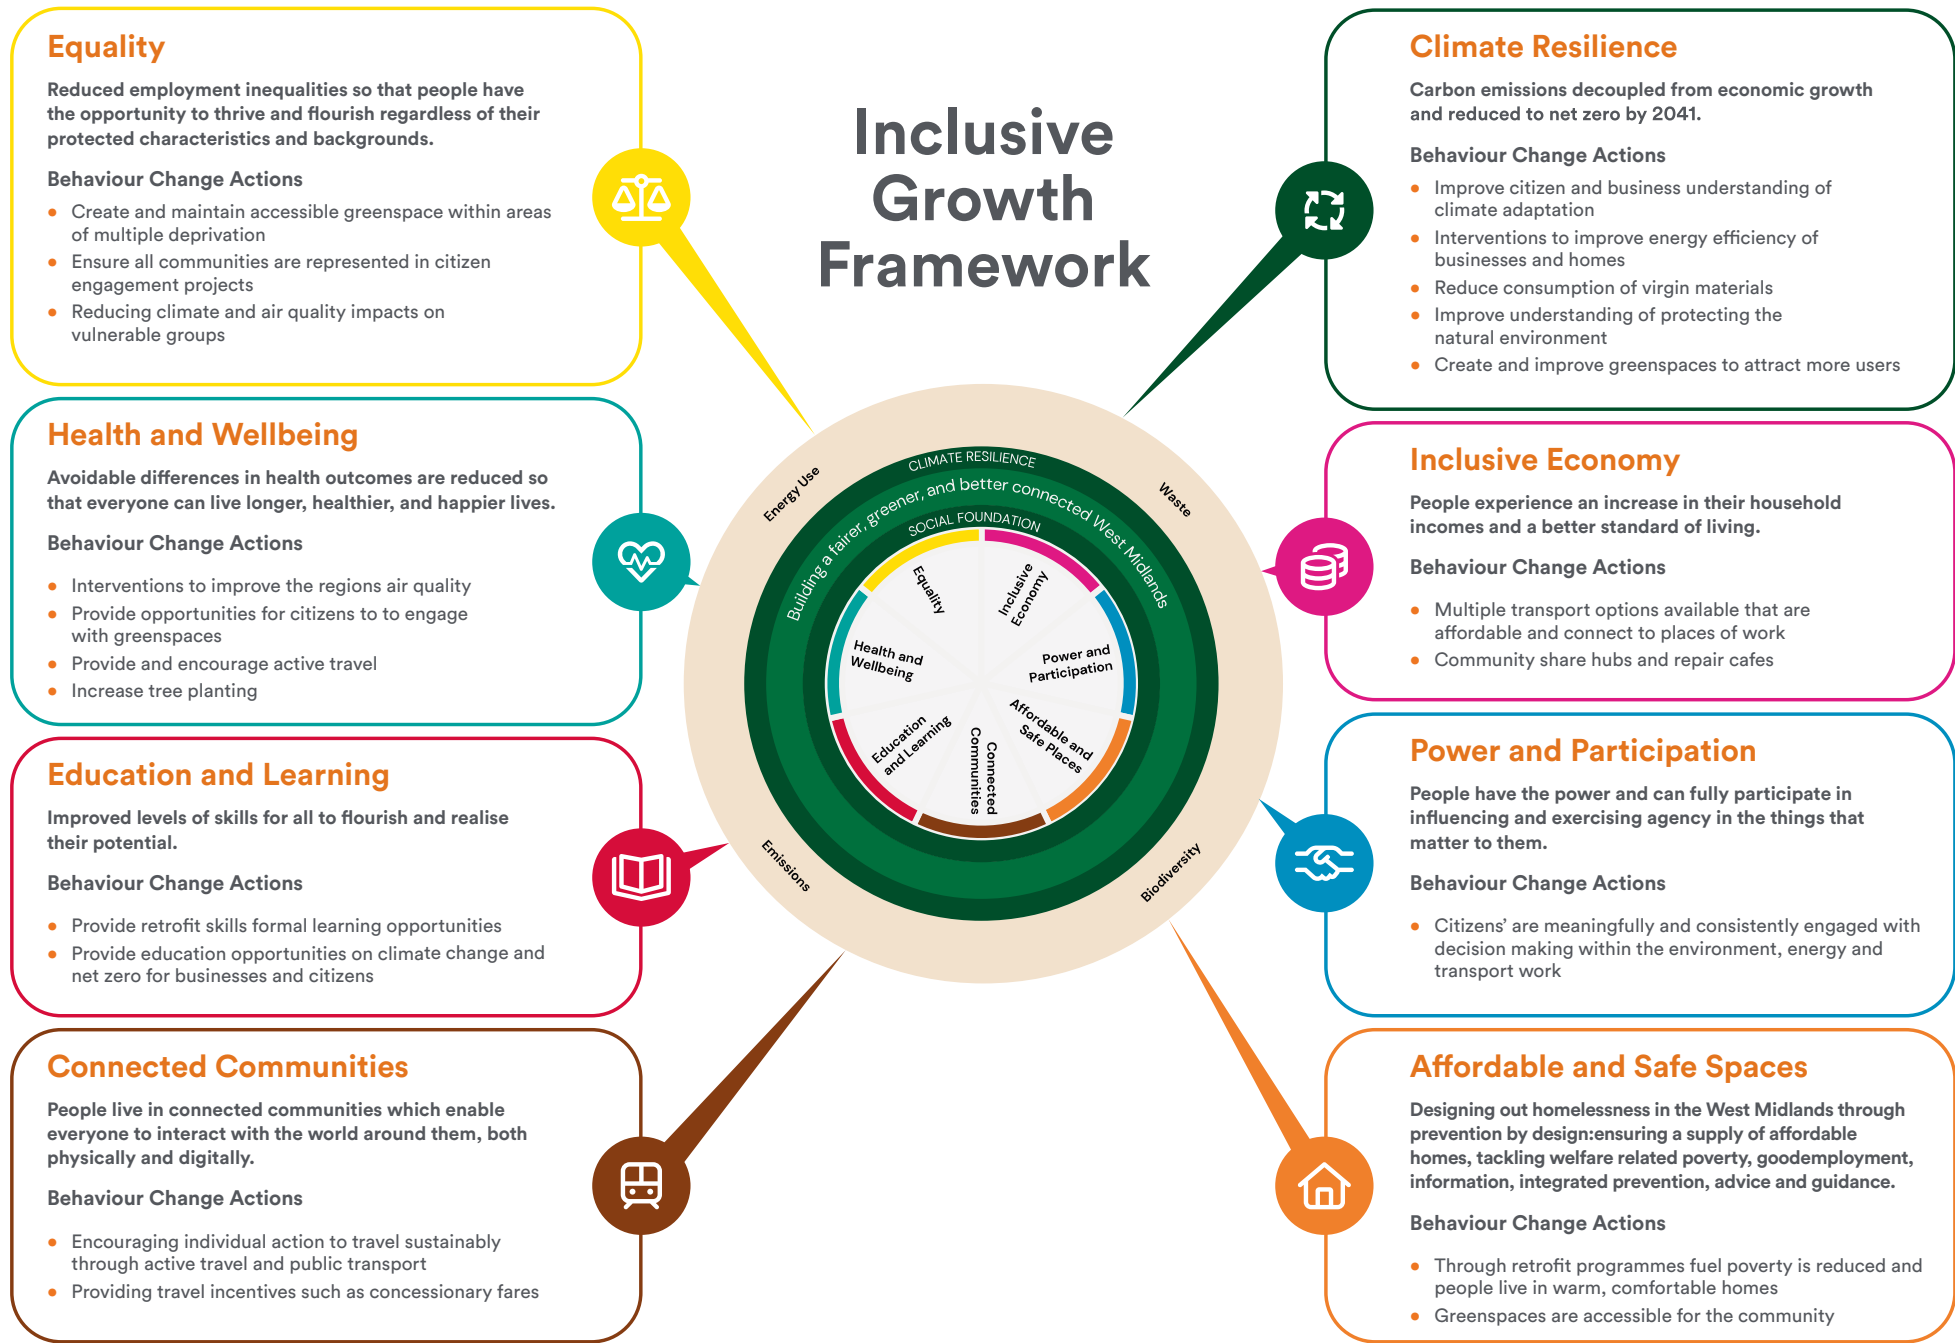 Inclusive
Growth
Framework
Equality
Reduced employment inequalities so that people have
the opportunity to thrive and flourish regardless of their
protected characteristics and backgrounds.
Behaviour Change Actions
• Create and maintain accessible greenspace within areas
of multiple deprivation
• Ensure all communities are represented in citizen
engagement projects
• Reducing climate and air quality impacts on
vulnerable groups
Health and Wellbeing
Avoidable differences in health outcomes are reduced so
that everyone can live longer, healthier, and happier lives.
Behaviour Change Actions
• Interventions to improve the regions air quality
• Provide opportunities for citizens to to engage
with greenspaces
• Provide and encourage active travel
• Increase tree planting
Education and Learning
Improved levels of skills for all to flourish and realise
their potential.
Behaviour Change Actions
• Provide retrofit skills formal learning opportunities
• Provide education opportunities on climate change and
net zero for businesses and citizens
Connected Communities
People live in connected communities which enable
everyone to interact with the world around them, both
physically and digitally.
Behaviour Change Actions
• Encouraging individual action to travel sustainably
through active travel and public transport
• Providing travel incentives such as concessionary fares
Energy Use
Waste
Emissions
Biodiversity
CLIMATE RESILIENCE
Building a fairer, greener, and better connected West Midlands
SOCIAL FOUNDATION
Equality
Inclusive
Economy
Health and
Wellbeing
Power and
Participation
Education
and Learning
Affordable and
Safe Places
Connected
Communities
Climate Resilience
Carbon emissions decoupled from economic growth
and reduced to net zero by 2041.
Behaviour Change Actions
• Improve citizen and business understanding of
climate adaptation
• Interventions to improve energy efficiency of
businesses and homes
• Reduce consumption of virgin materials
• Improve understanding of protecting the
natural environment
• Create and improve greenspaces to attract more users
Inclusive Economy
People experience an increase in their household
incomes and a better standard of living.
Behaviour Change Actions
• Multiple transport options available that are
affordable and connect to places of work
• Community share hubs and repair cafes
Power and Participation
People have the power and can fully participate in
influencing and exercising agency in the things that
matter to them.
Behaviour Change Actions
• Citizens’ are meaningfully and consistently engaged with
decision making within the environment, energy and
transport work
Affordable and Safe Spaces
Designing out homelessness in the West Midlands through
prevention by design:ensuring a supply of affordable
homes, tackling welfare related poverty, goodemployment,
information, integrated prevention, advice and guidance.
Behaviour Change Actions
• Through retrofit programmes fuel poverty is reduced and
people live in warm, comfortable homes
• Greenspaces are accessible for the community